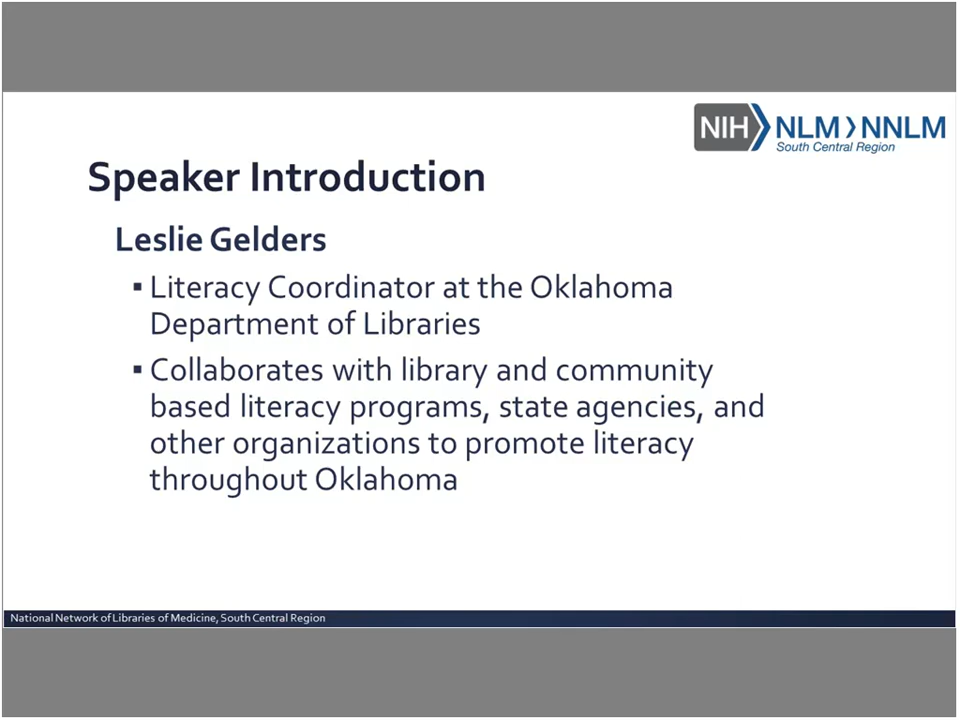 NIH NLM NNLM
South Central Region
Speaker Introduction
Leslie Gelders
▪ Literacy Coordinator at the Oklahoma
Department of Libraries
▪ Collaborates with library and community
based literacy programs, state agencies, and
other organizations to promote literacy
throughout Oklahoma
National Network of Libraries of Medicine, South Central Region